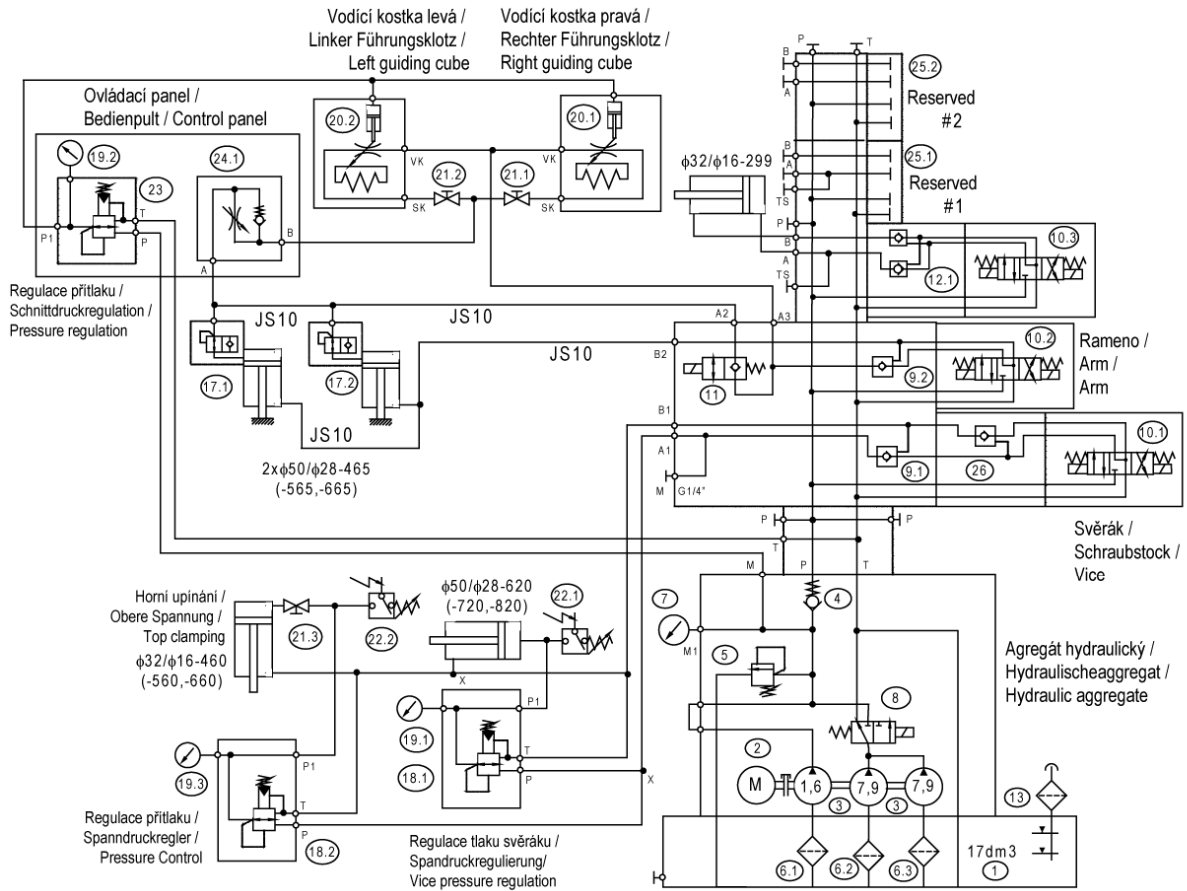 Vodící kostka levá /
Linker Führungsklotz /
Left guiding cube
Vodící kostka pravá /
Rechter Führungsklotz /
Right guiding cube
P
T
B
A
25.2
Reserved
#2
B
A
TS
25.1
Reserved
#1
Ovládací panel /
Bedienpult / Control panel
20.2
20.1
19.2
23
24.1
T
P
P1
B
A
VK
VK
21.2
21.1
SK
SK
ϕ32/ϕ16-299
P
B
A
TS
10.3
12.1
Regulace přítlaku /
Schnittdruckregulation /
Pressure regulation
JS10
JS10
JS10
A2
A3
B2
17.1
17.2
11
9.2
10.2
Rameno /
Arm /
Arm
JS10
B1
A1
M
G1/4"
9.1
26
10.1
2xϕ50/ϕ28-465
(-565,-665)
P
P
T
Svěrák /
Schraubstock /
Vice
M
P
T
Horni upínání /
Obere Spannung /
Top clamping
ϕ32/ϕ16-460
(-560,-660)
21.3
22.2
ϕ50/ϕ28-620
(-720,-820)
22.1
X
7
4
M1
5
Agregát hydraulický /
Hydraulischeaggregat /
Hydraulic aggregate
8
P1
19.1
T
P
18.1
X
19.3
P1
T
P
18.2
2
M
1,6
7,9
7,9
3
3
13
Regulace přítlaku /
Spanndruckregler /
Pressure Control
Regulace tlaku svěráku /
Spandruckregulierung/
Vice pressure regulation
6.1
6.2
6.3
17dm3
1